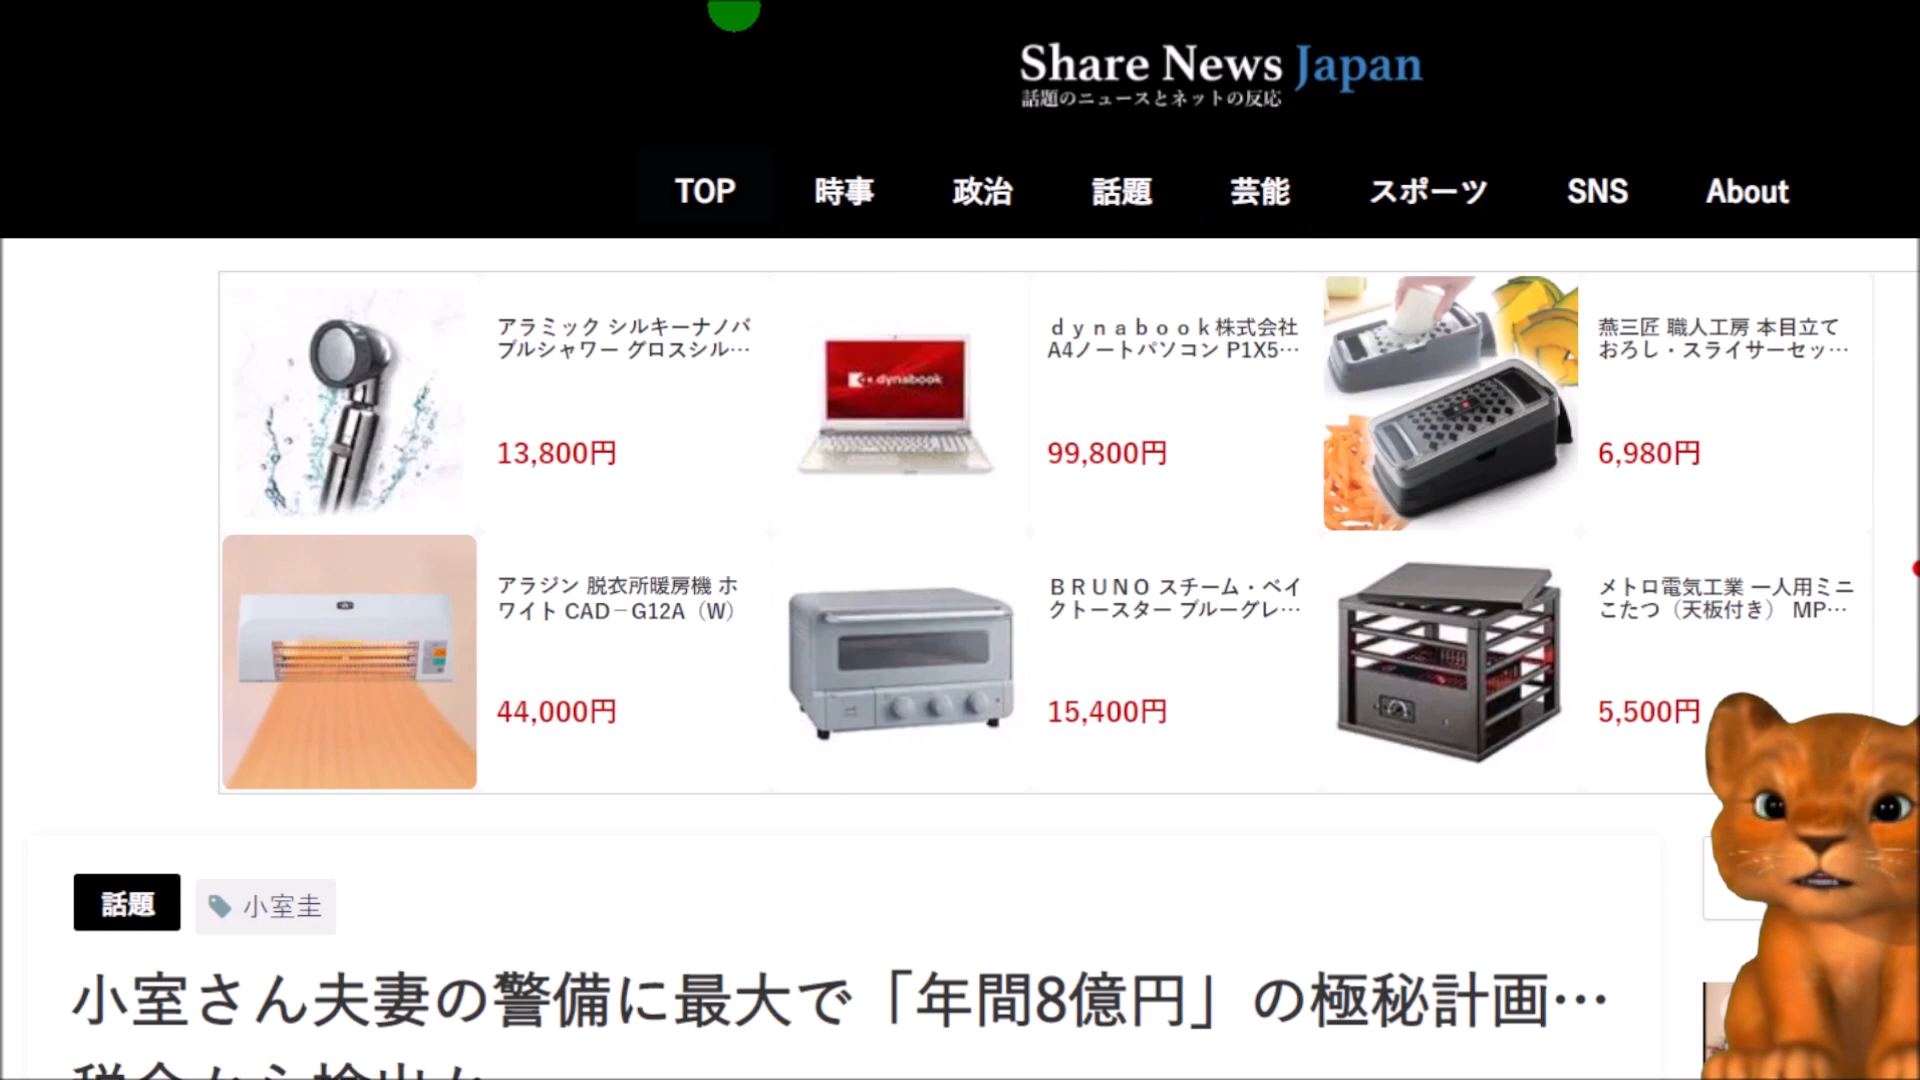 Share News Japan
話題のニュースとネットの反応
TOP 時事 政治 話題 芸能 スポーツ SNS About
アラミック シルキーナノバ
ブルシャワー グロスシル…
13,800円
dynabook
ｄｙｎａｂｏｏｋ株式会社
A4ノートパソコン P1X5…
99,800円
燕三匠 職人工房 本目立て
おろし・スライサーセッ…
6,980円
アラジン 脱衣所暖房機 ホ
ワイト CAD－G12A（W）
44,000円
ＢＲＵＮＯ スチーム・ベイ
クトースター ブルーグレ…
15,400円
メトロ電気工業 一人用ミニ
こたつ（天板付き） MP…
5,500円
話題 小室圭
小室さん夫妻の警備に最大で「年間8億円」の極秘計画…